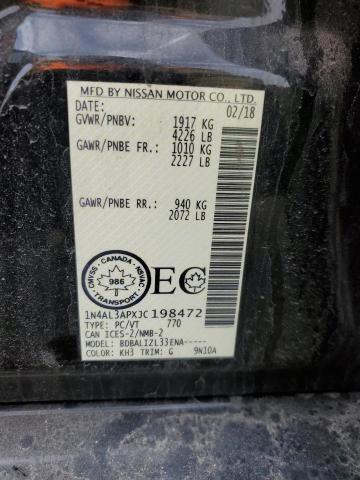 MFD BY NISSAN MOTOR CO., LTD.
DATE: 02/18
GVWR/PNBV: 1917 KG
4226 LB
GAWR/PNBE FR.: 1010 KG
2227 LB
GAWR/PNBE RR.: 940 KG
2072 LB
CANADA
CMVSS 986 NSVAC
EC
1N4AL3APXJC198472
TYPE: PC/VT 770
CAN ICES-2/NMB-2
MODEL: BDBALIZL33ENA-----
COLOR: KH3 TRIM: G 9N10A